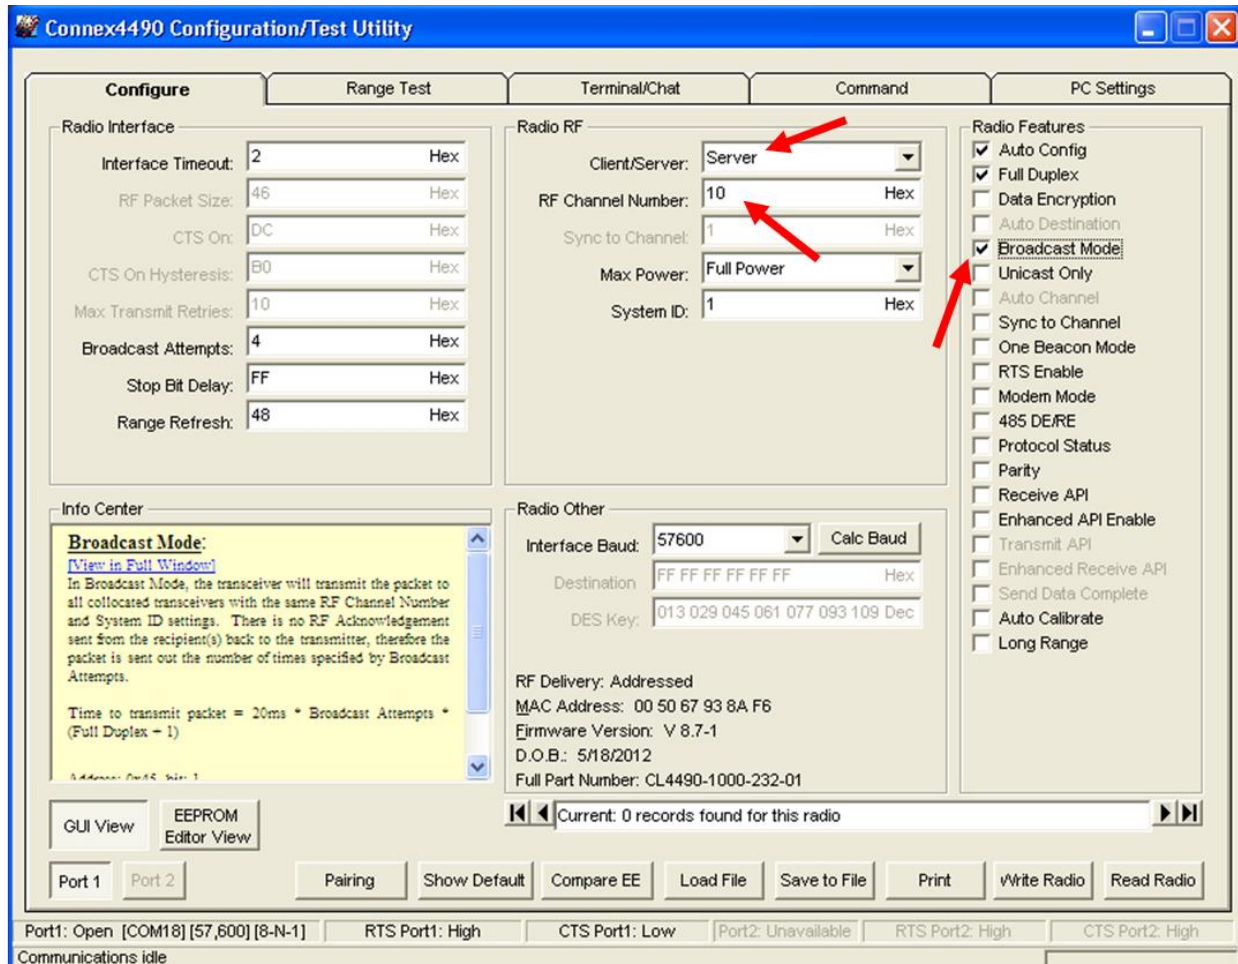 Connex4490 Configuration/Test Utility
Configure
Range Test
Terminal/Chat
Command
PC Settings
Radio Interface
Interface Timeout: 2 Hex
RF Packet Size: 46 Hex
CTS On: DC Hex
CTS On Hysteresis: B0 Hex
Max Transmit Retries: 10 Hex
Broadcast Attempts: 4 Hex
Stop Bit Delay: FF Hex
Range Refresh: 48 Hex
Radio RF
Client/Server: Server
RF Channel Number: 10 Hex
Sync to Channel: 1 Hex
Max Power: Full Power
System ID: 1 Hex
Radio Features
Auto Config
Full Duplex
Data Encryption
Auto Destination
Broadcast Mode
Unicast Only
Auto Channel
Sync to Channel
One Beacon Mode
RTS Enable
Modem Mode
485 DE/RE
Protocol Status
Parity
Receive API
Enhanced API Enable
Transmit API
Enhanced Receive API
Send Data Complete
Auto Calibrate
Long Range
Info Center
Broadcast Mode:
[View in Full Window]
In Broadcast Mode, the transceiver will transmit the packet to
all collocated transceivers with the same RF Channel Number
and System ID settings. There is no RF Acknowledgement
sent from the recipient(s) back to the transmitter, therefore the
packet is sent out the number of times specified by Broadcast
Attempts.
Time to transmit packet = 20ms * Broadcast Attempts *
(Full Duplex + 1)
Address: 0x45, bit: 1
Radio Other
Interface Baud: 57600 Calc Baud
Destination FF FF FF FF FF FF Hex
DES Key: 013 029 045 061 077 093 109 Dec
RF Delivery: Addressed
MAC Address: 00 50 67 93 8A F6
Firmware Version: V 8.7-1
D.O.B.: 5/18/2012
Full Part Number: CL4490-1000-232-01
Current: 0 records found for this radio
GUI View
EEPROM
Editor View
Port 1
Port 2
Pairing
Show Default
Compare EE
Load File
Save to File
Print
Write Radio
Read Radio
Port1: Open [COM18] [57,600] [8-N-1]
RTS Port1: High
CTS Port1: Low
Port2: Unavailable
RTS Port2: High
CTS Port2: High
Communications idle